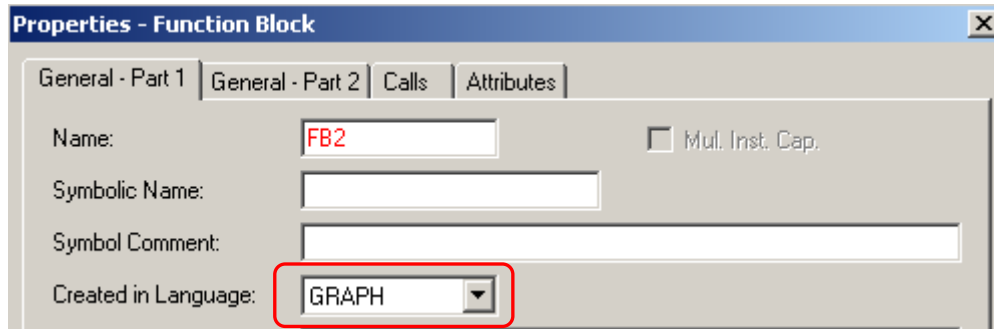 Properties - Function Block
General - Part 1 General - Part 2 Calls Attributes
Name: FB2 Mul. Inst. Cap.
Symbolic Name:
Symbol Comment:
Created in Language: GRAPH